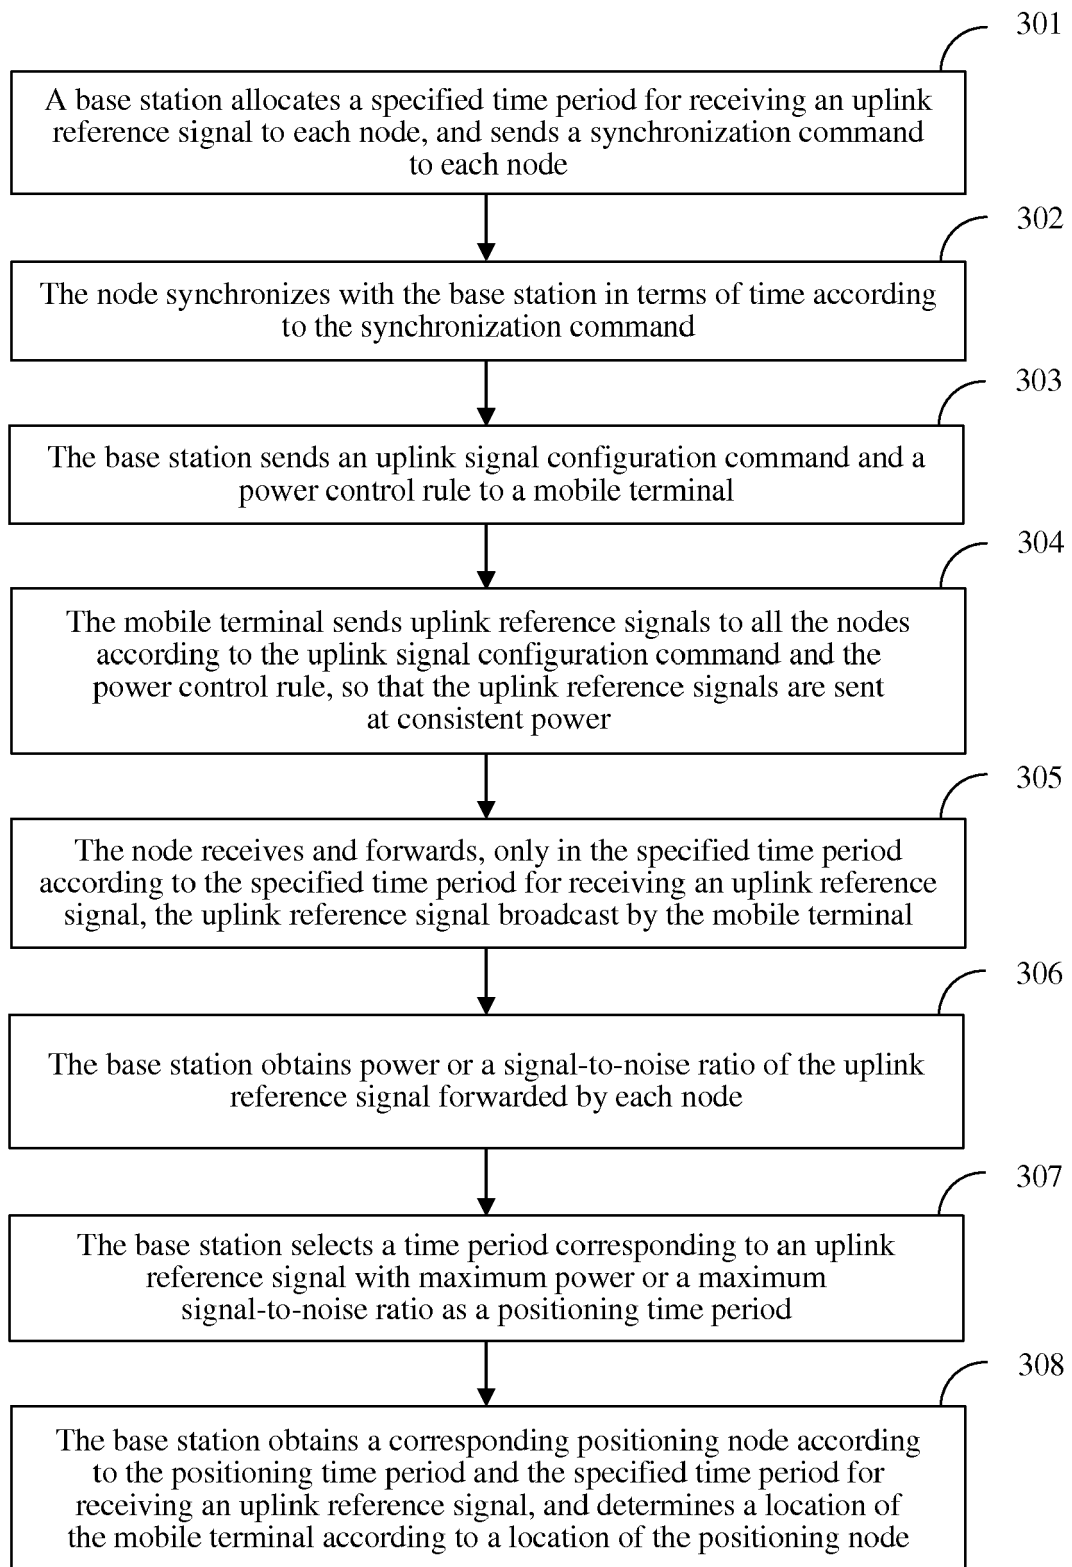 301
A base station allocates a specified time period for receiving an uplink
reference signal to each node, and sends a synchronization command
to each node
302
The node synchronizes with the base station in terms of time according
to the synchronization command
303
The base station sends an uplink signal configuration command and a
power control rule to a mobile terminal
304
The mobile terminal sends uplink reference signals to all the nodes
according to the uplink signal configuration command and the
power control rule, so that the uplink reference signals are sent
at consistent power
305
The node receives and forwards, only in the specified time period
according to the specified time period for receiving an uplink reference
signal, the uplink reference signal broadcast by the mobile terminal
306
The base station obtains power or a signal-to-noise ratio of the uplink
reference signal forwarded by each node
307
The base station selects a time period corresponding to an uplink
reference signal with maximum power or a maximum
signal-to-noise ratio as a positioning time period
308
The base station obtains a corresponding positioning node according
to the positioning time period and the specified time period for
receiving an uplink reference signal, and determines a location of
the mobile terminal according to a location of the positioning node